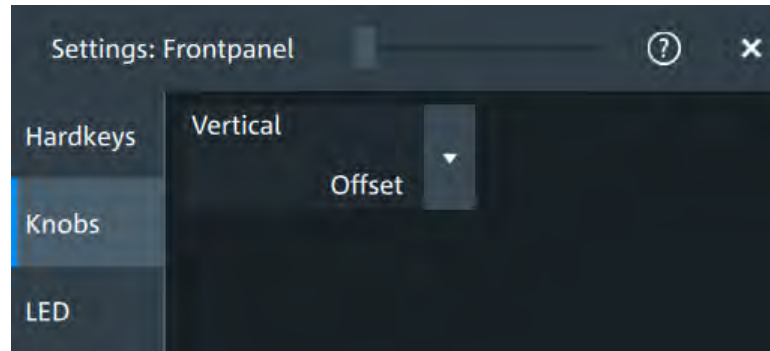 Settings: Frontpanel
Hardkeys
Vertical
Offset
Knobs
LED